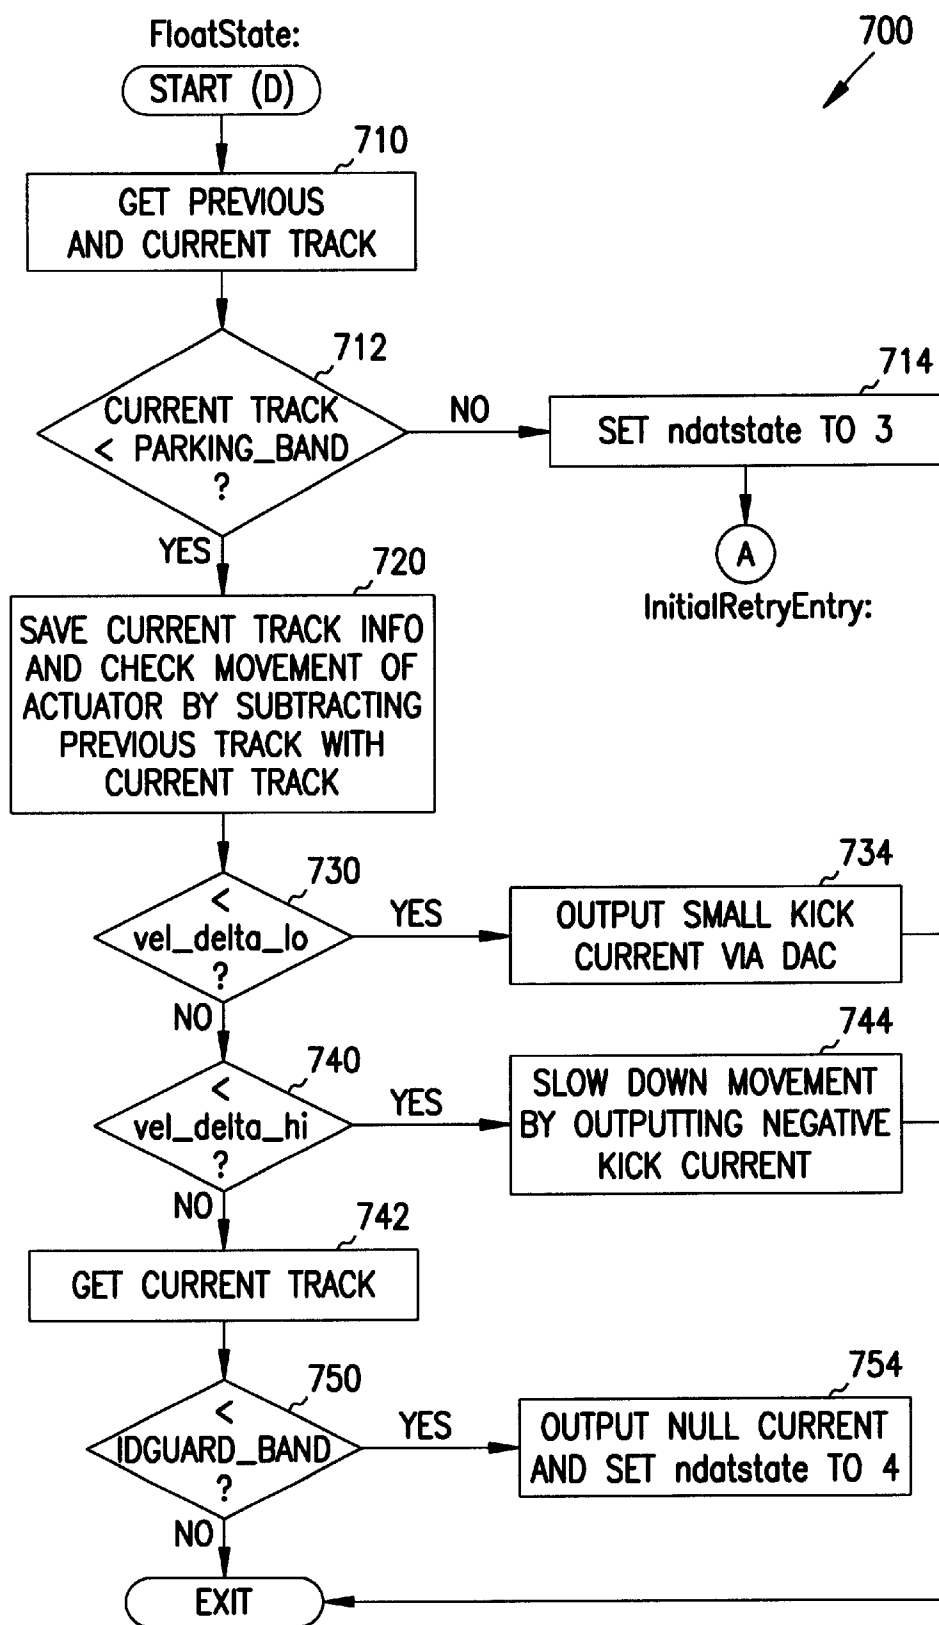 FloatState:
700
START (D)
710
GET PREVIOUS
AND CURRENT TRACK
712
CURRENT TRACK
< PARKING_BAND
?
NO
714
SET ndatstate TO 3
A
InitialRetryEntry:
YES
720
SAVE CURRENT TRACK INFO
AND CHECK MOVEMENT OF
ACTUATOR BY SUBTRACTING
PREVIOUS TRACK WITH
CURRENT TRACK
730
<
vel_delta_lo
?
YES
734
OUTPUT SMALL KICK
CURRENT VIA DAC
NO
740
<
vel_delta_hi
?
YES
744
SLOW DOWN MOVEMENT
BY OUTPUTTING NEGATIVE
KICK CURRENT
NO
742
GET CURRENT TRACK
750
<
IDGUARD_BAND
?
YES
754
OUTPUT NULL CURRENT
AND SET ndatstate TO 4
NO
EXIT